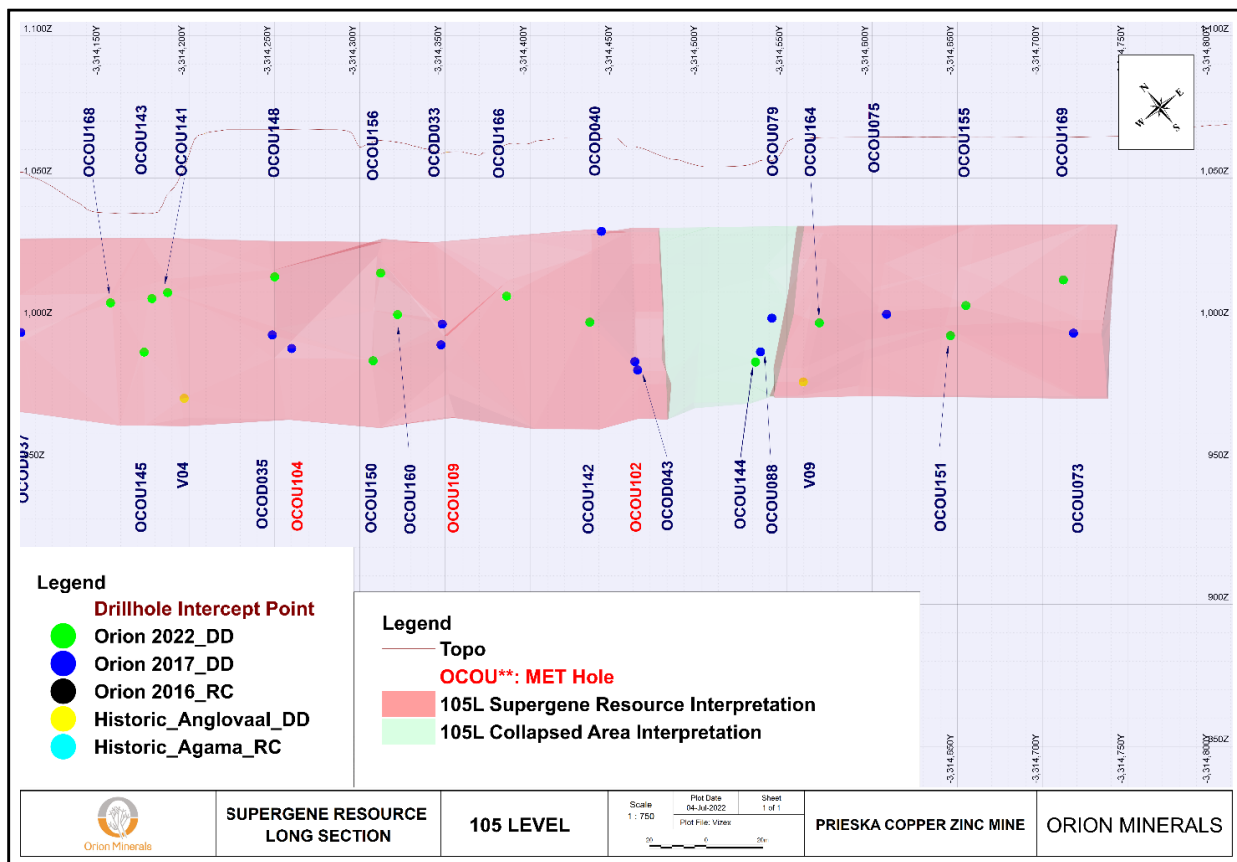 1.100Z
-3,314,150Y
-3,314,200Y
-3,314,250Y
-3,314,300Y
-3,314,350Y
-3,314,400Y
-3,314,450Y
-3,314,500Y
-3,314,550Y
-3,314,600Y
-3,314,650Y
-3,314,700Y
-3,314,750Y
-3,314,800Y
1.100Z
N
E
W
S
OCOU168
OCOU143
OCOU141
OCOU148
OCOU156
OCOD033
OCOU166
OCOD040
OCOU079
OCOU164
OCOU075
OCOU155
OCOU169
1,050Z
1,050Z
1,000Z
1,000Z
950Z
950Z
OCOD037
OCOU145
V04
OCOD035
OCOU104
OCOU150
OCOU160
OCOU109
OCOU142
OCOU102
OCOD043
OCOU144
OCOU088
V09
OCOU151
OCOU073
900Z
850Z
-3,314,650Y
-3,314,700Y
-3,314,750Y
-3,314,800Y
Legend
Drillhole Intercept Point
Orion 2022_DD
Orion 2017_DD
Orion 2016_RC
Historic_Anglovaal_DD
Historic_Agama_RC
Legend
Topo
OCOU**: MET Hole
105L Supergene Resource Interpretation
105L Collapsed Area Interpretation
Orion Minerals
SUPERGENE RESOURCE
LONG SECTION
105 LEVEL
Scale
1 : 750
Plot Date
04-Jul-2022
Sheet
1 of 1
Plot File: Vizex
20 0 20m
PRIESKA COPPER ZINC MINE
ORION MINERALS